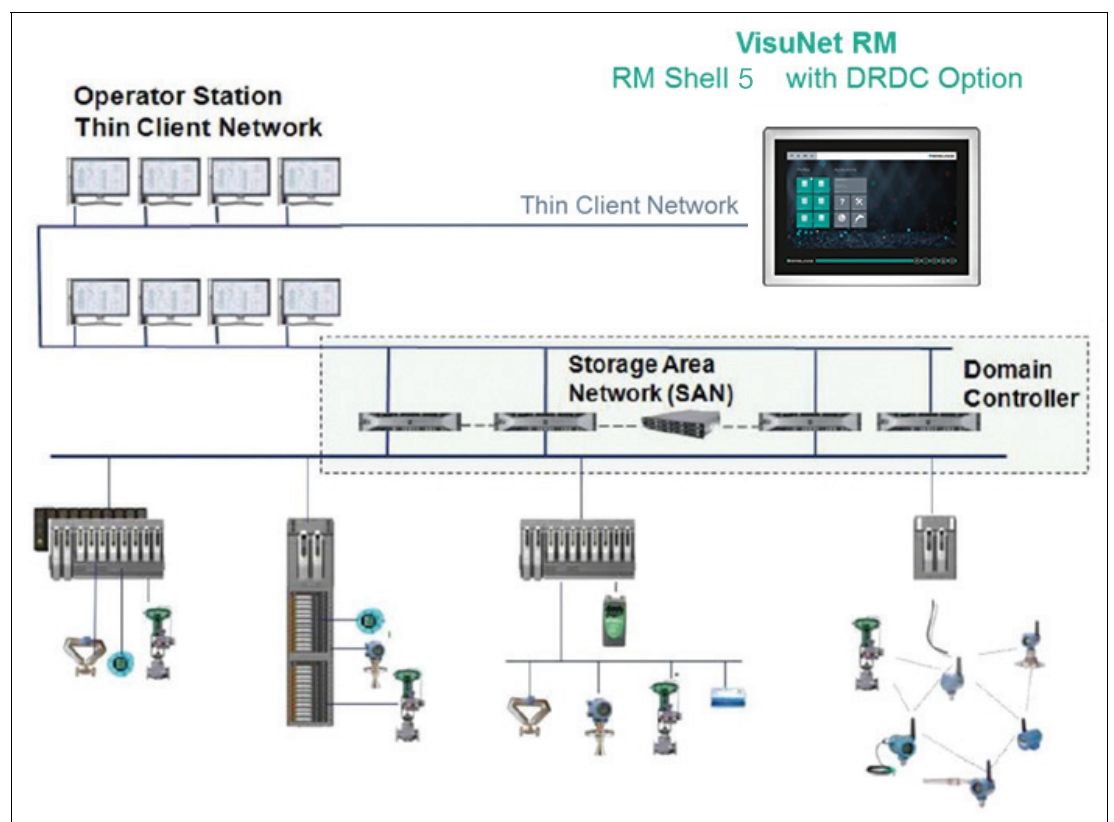 VisuNet RM
RM Shell 5 with DRDC Option
Operator Station
Thin Client Network
Thin Client Network
Storage Area
Network (SAN)
Domain
Controller